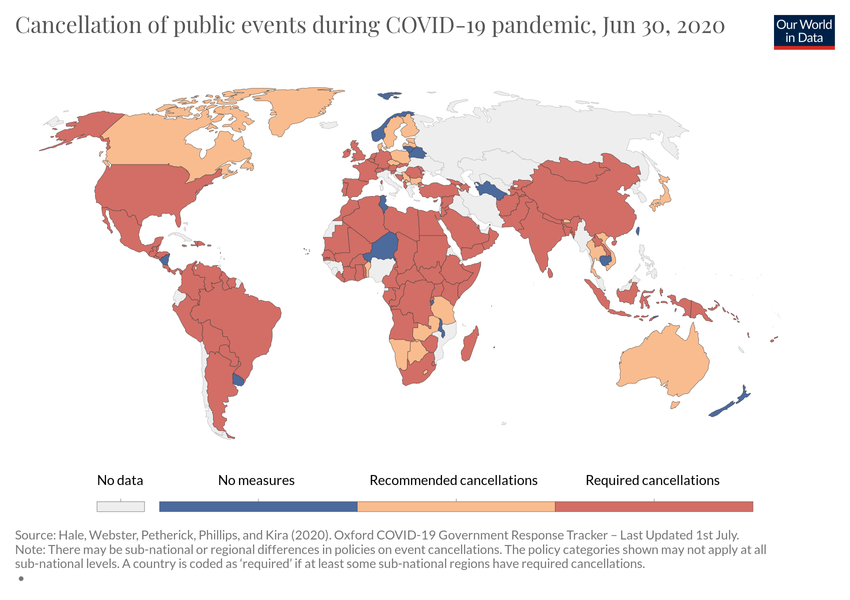 Cancellation of public events during COVID-19 pandemic, Jun 30, 2020
Our World
in Data
No data
No measures
Recommended cancellations
Required cancellations
Source: Hale, Webster, Petherick, Phillips, and Kira (2020). Oxford COVID-19 Government Response Tracker – Last Updated 1st July.
Note: There may be sub-national or regional differences in policies on event cancellations. The policy categories shown may not apply at all
sub-national levels. A country is coded as ‘required’ if at least some sub-national regions have required cancellations.
•